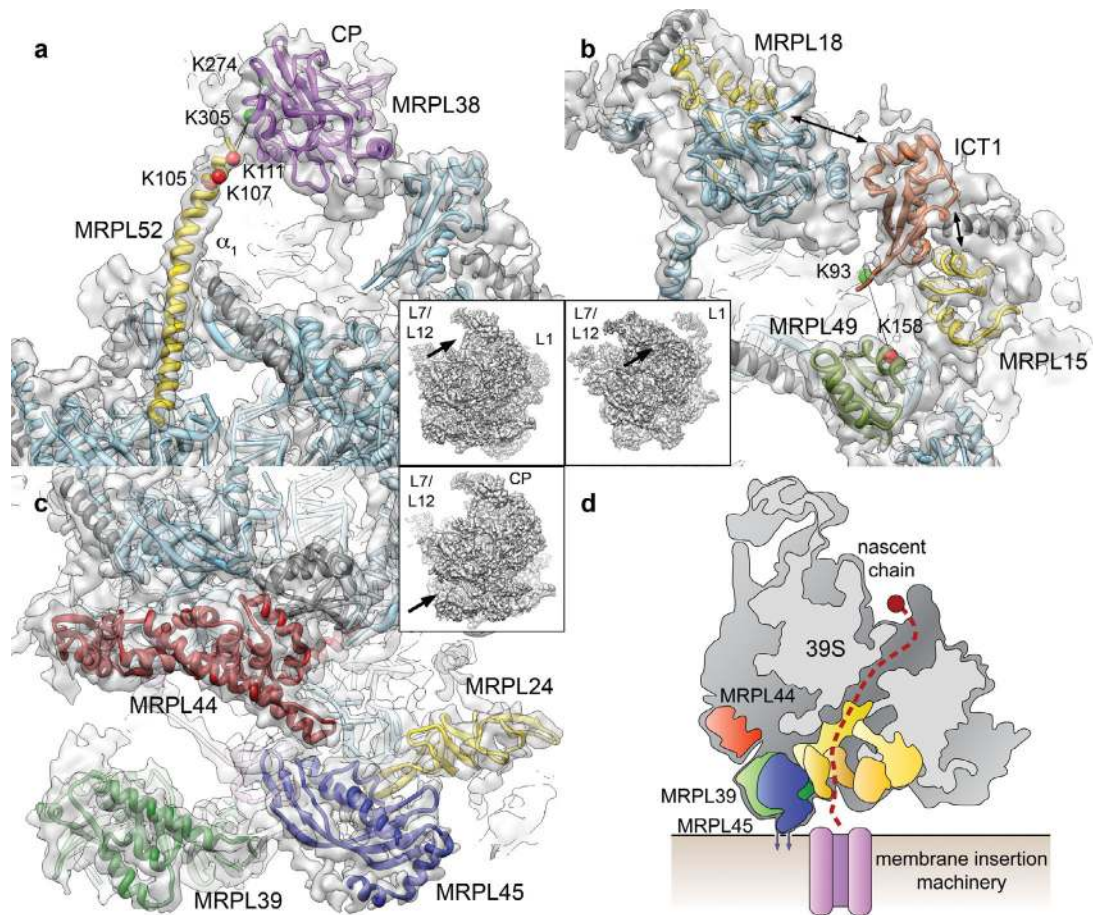 a
CP
K274
MRPL38
K305
K111
K105
K107
MRPL52
α1
b
MRPL18
ICT1
K93
MRPL49
K158
MRPL15
L7/
L12
L1
L7/
L12
L1
c
L7/
L12
CP
MRPL44
MRPL24
MRPL39
MRPL45
d
nascent
chain
39S
MRPL44
MRPL39
MRPL45
membrane insertion
machinery